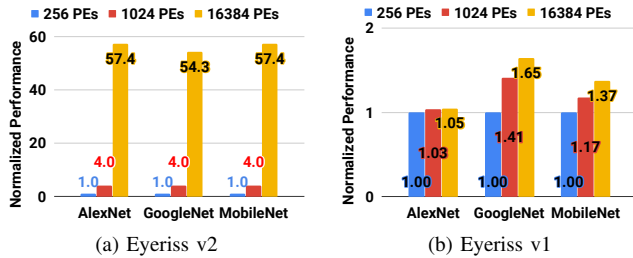 256 PEs 1024 PEs 16384 PEs
Normalized Performance
60
40
20
0
1.0 4.0 57.4
1.0 4.0 54.3
1.0 4.0 57.4
AlexNet GoogleNet MobileNet
(a) Eyeriss v2
256 PEs 1024 PEs 16384 PEs
Normalized Performance
2
1
0
1.00 1.03 1.05
1.00 1.41 1.65
1.00 1.17 1.37
AlexNet GoogleNet MobileNet
(b) Eyeriss v1